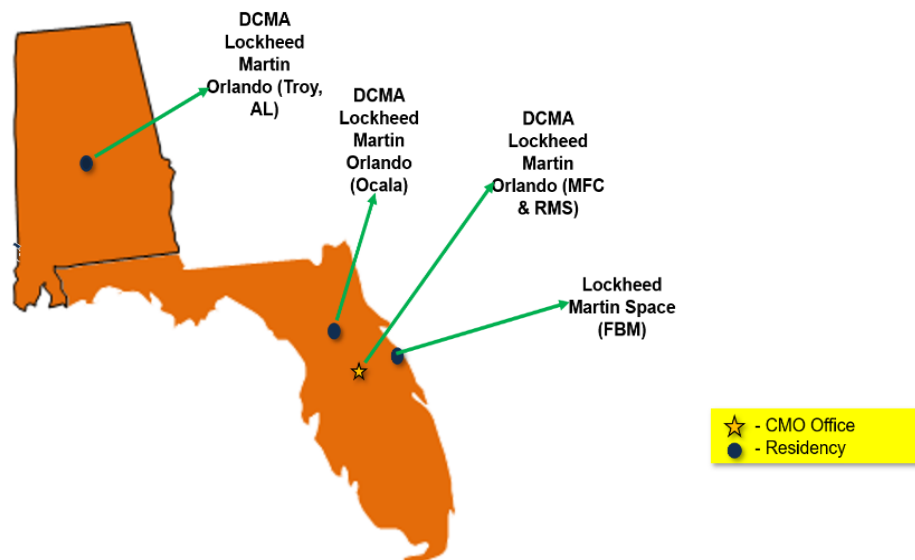 DCMA
Lockheed
Martin
Orlando (Troy,
AL)
DCMA
Lockheed
Martin
Orlando
(Ocala)
DCMA
Lockheed
Martin
Orlando (MFC
& RMS)
Lockheed
Martin Space
(FBM)
- CMO Office
- Residency